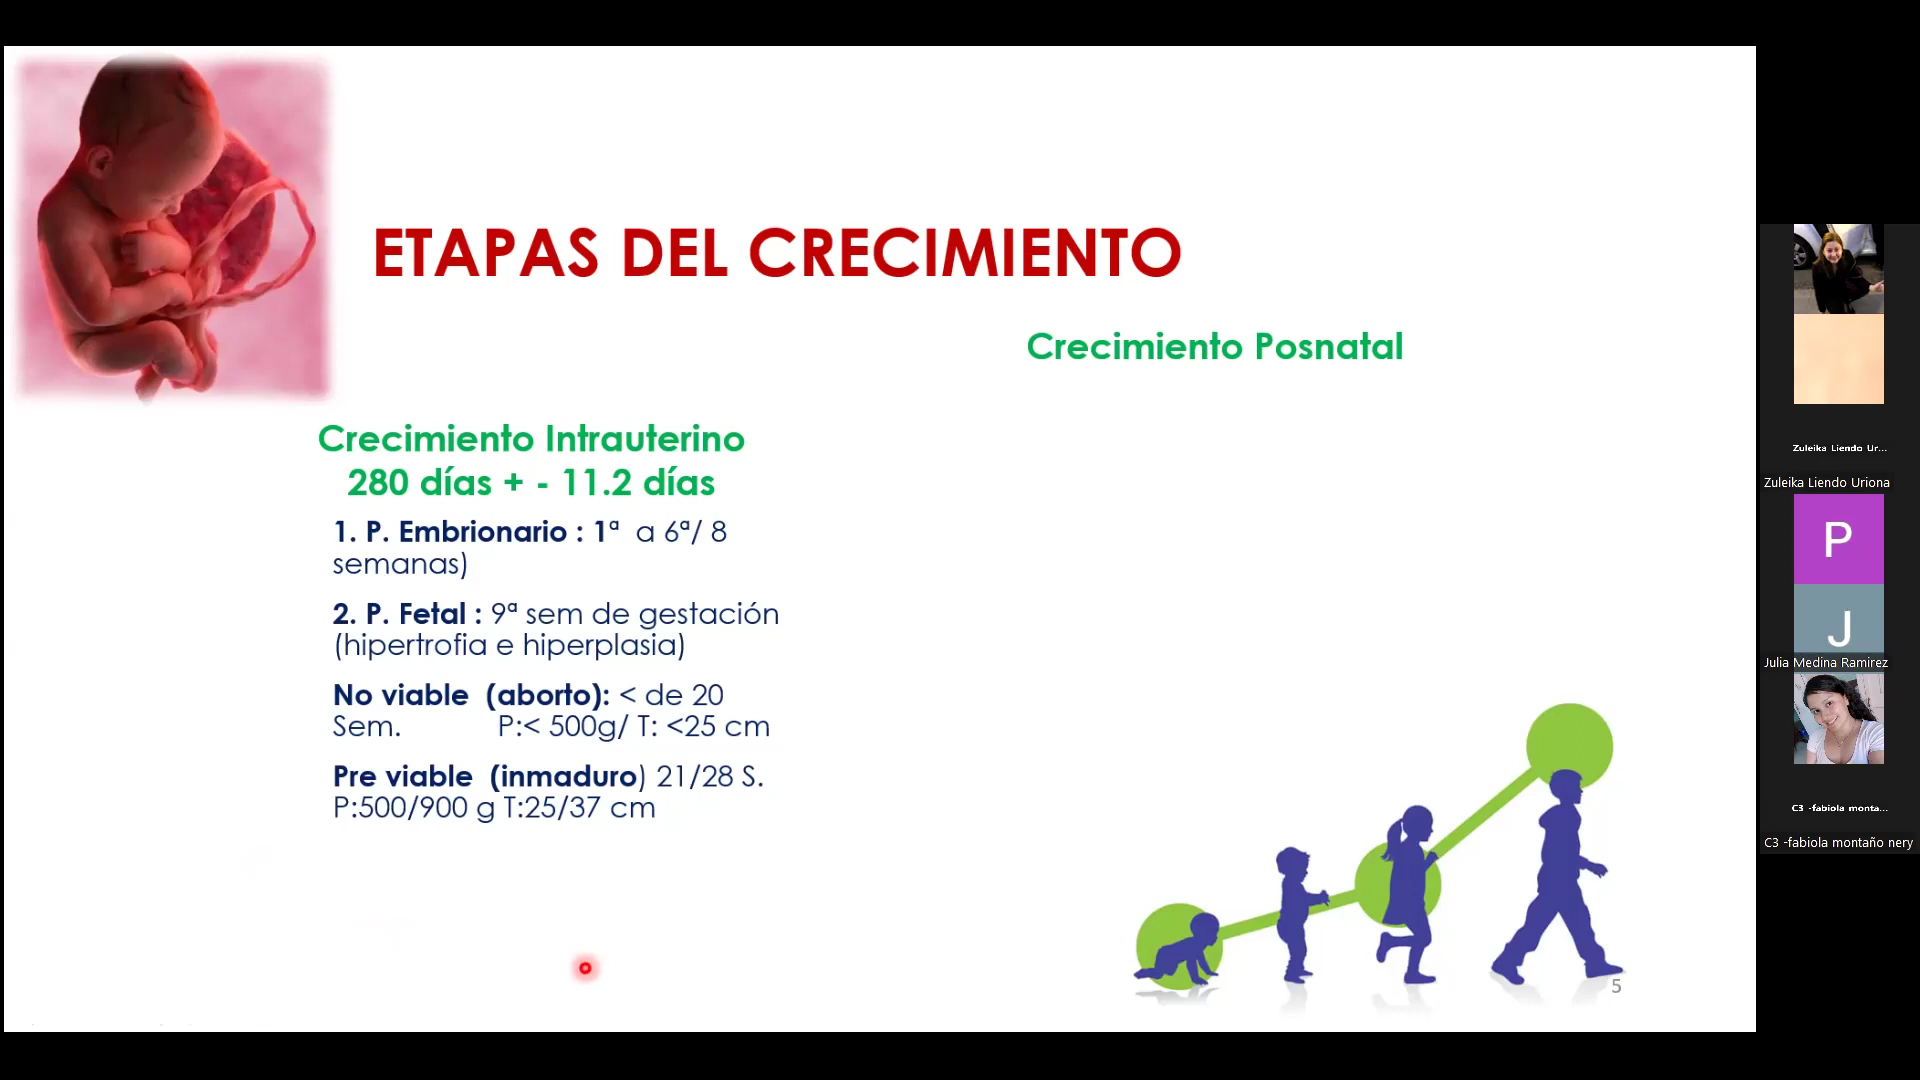 ETAPAS DEL CRECIMIENTO
Crecimiento Posnatal
Crecimiento Intrauterino
280 días + - 11.2 días
1. P. Embrionario : 1ª  a 6ª/ 8
semanas)
2. P. Fetal : 9ª sem de gestación
(hipertrofia e hiperplasia)
No viable  (aborto): < de 20
Sem.            P:< 500g/ T: <25 cm
Pre viable  (inmaduro) 21/28 S.
P:500/900 g T:25/37 cm
5
Zuleika Liendo Ur...
Zuleika Liendo Uriona
P
J
Julia Medina Ramirez
C3 -fabiola monta...
C3 -fabiola montaño nery